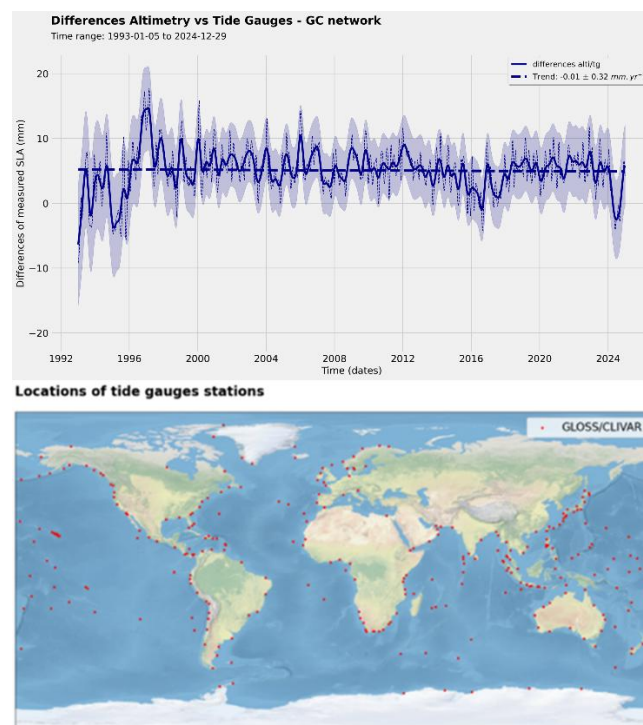 Differences Altimetry vs Tide Gauges - GC network
Time range: 1993-01-05 to 2024-12-29
differences alti/tg
Trend: -0.01 ± 0.32 mm.yr⁻
Differences of measured SLA (mm)
20
10
0
−10
−20
1992
1996
2000
2004
2008
2012
2016
2020
2024
Time (dates)
Locations of tide gauges stations
GLOSS/CLIVAR